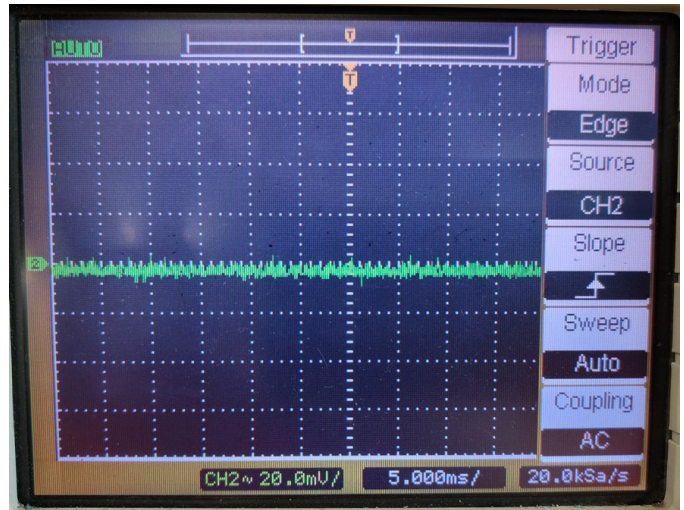 AUTO
T
T
Trigger
Mode
Edge
Source
CH2
Slope
Sweep
Auto
Coupling
AC
2
CH2~ 20.0mV/ 5.000ms/ 20.0kSa/s